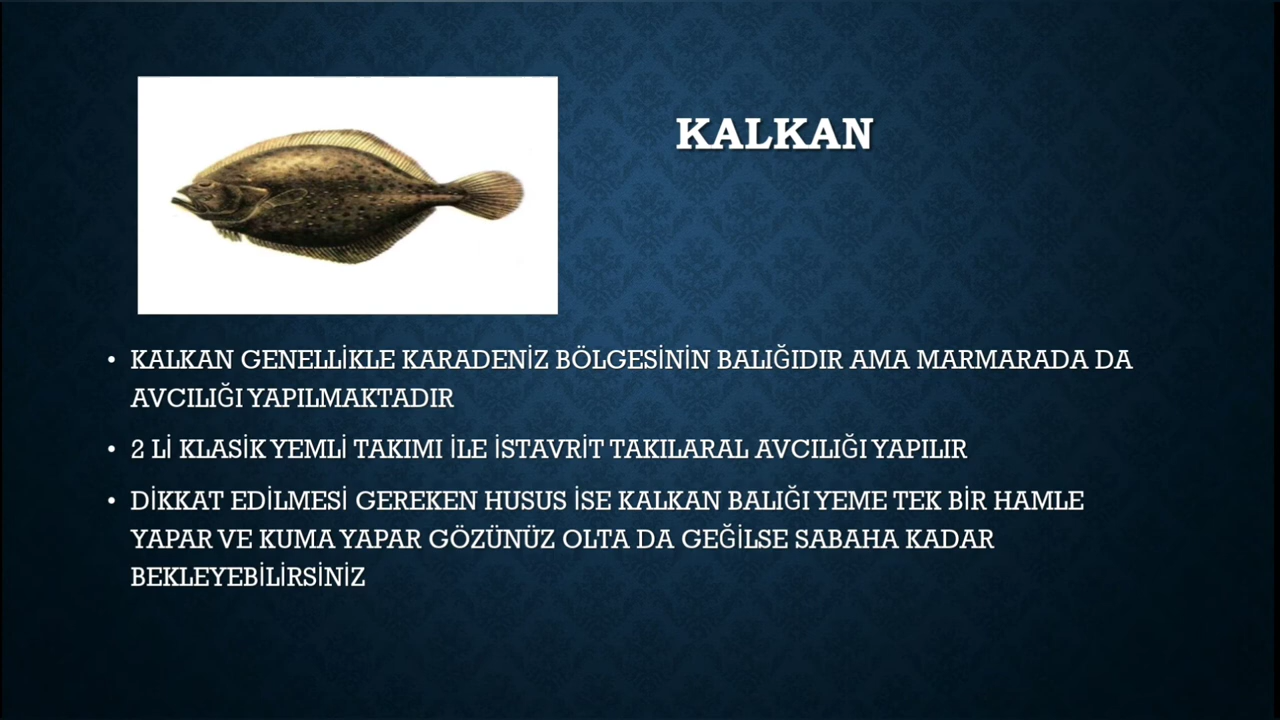 KALKAN
• KALKAN GENELLİKLE KARADENİZ BÖLGESİNİN BALIĞIDIR AMA MARMARADA DA
AVCILIĞI YAPILMAKTADIR
• 2 Lİ KLASİK YEMLİ TAKIMI İLE İSTAVRİT TAKILARAL AVCILIĞI YAPILIR
• DİKKAT EDİLMESİ GEREKEN HUSUS İSE KALKAN BALIĞI YEME TEK BİR HAMLE
YAPAR VE KUMA YAPAR GÖZÜNÜZ OLTA DA GEĞİLSE SABAHA KADAR
BEKLEYEBİLİRSİNİZ